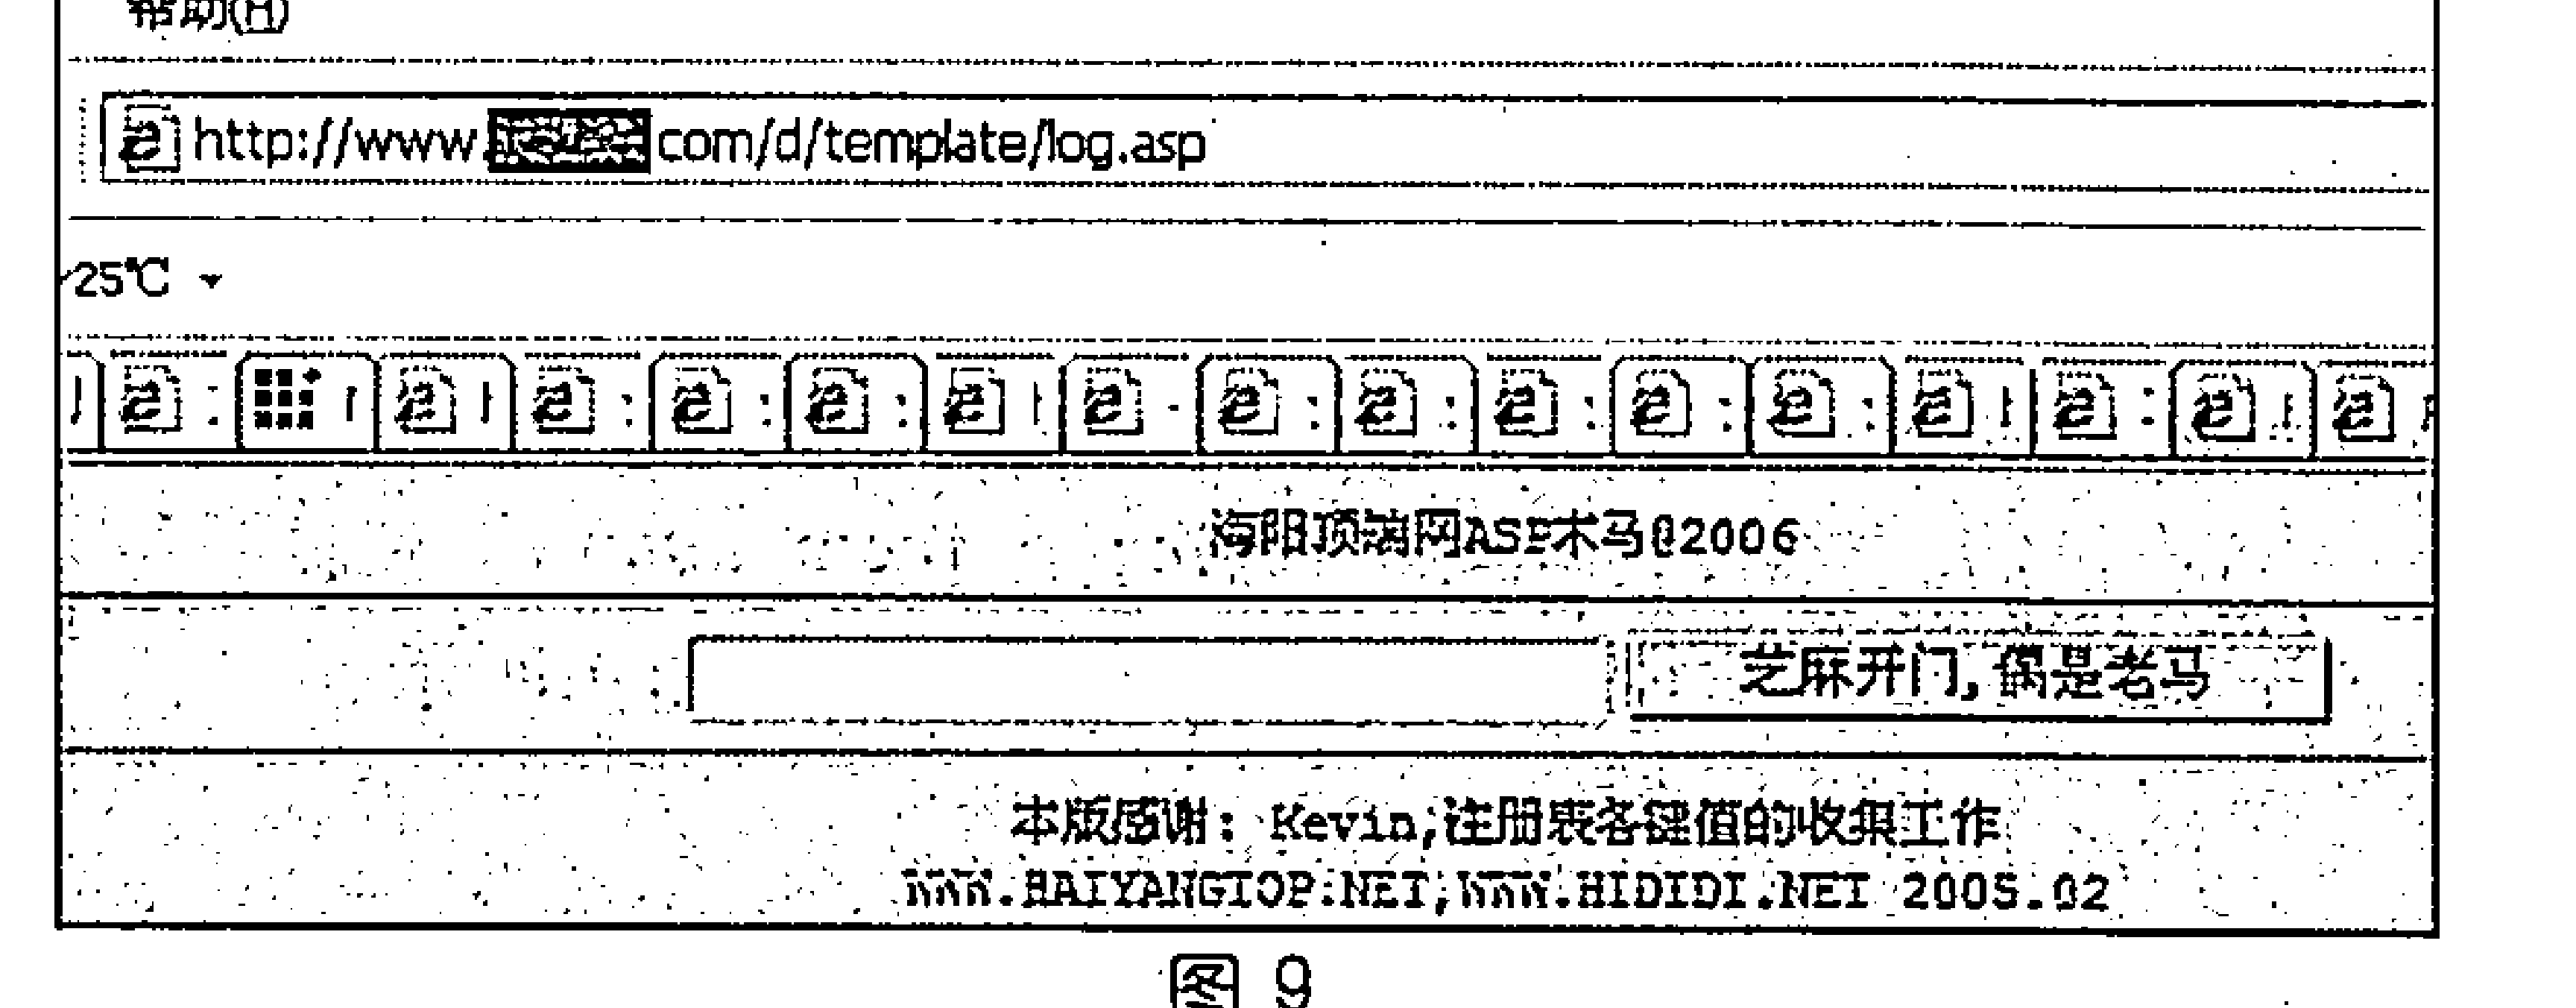 帮助(H)
http://www. com/d/template/log.asp
25℃
海阳顶端网ASP木马@2006
芝麻开门,偶是老马
本版感谢: Kevin,注册表各键值的收集工作
WWW.HAIYANGTOP.NET,WWW.HIDIDI.NET 2005.02
图 9